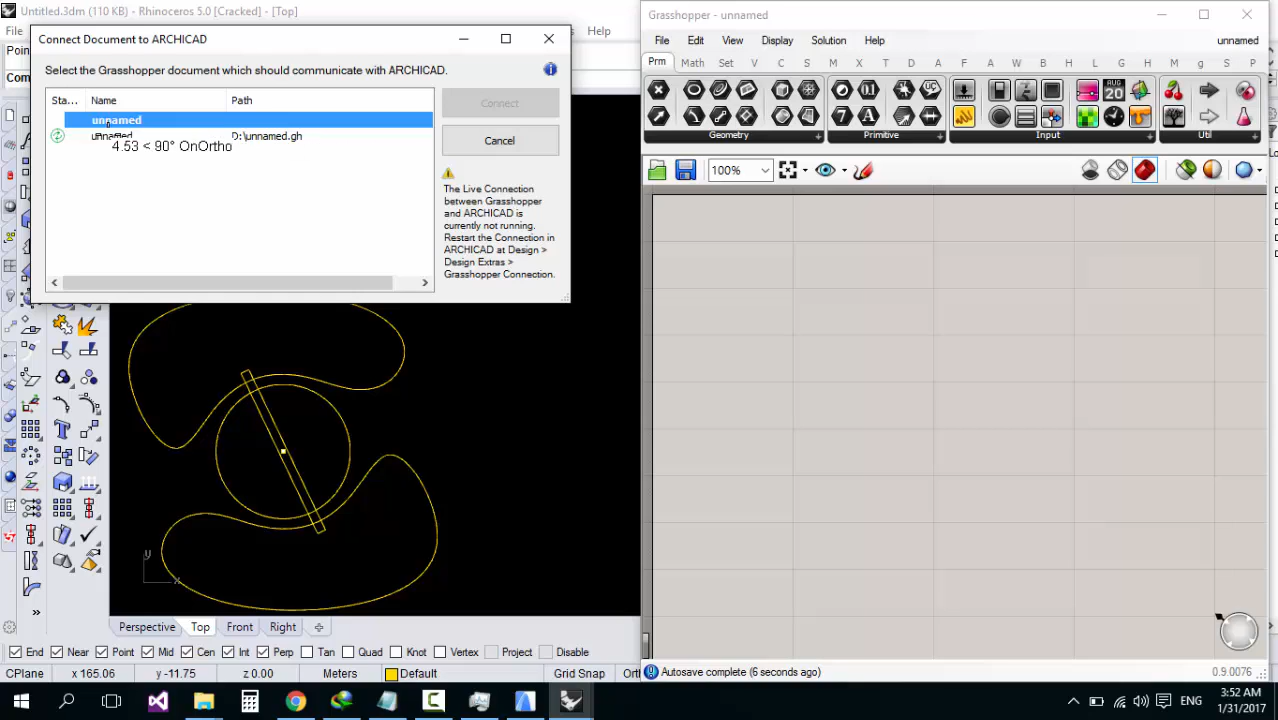 Untitled.3dm (110 KB) - Rhinoceros 5.0 [Cracked] - [Top]
File
Help
Poin
Com
Connect Document to ARCHICAD
Select the Grasshopper document which should communicate with ARCHICAD.
Sta...
Name
Path
unnamed
unnamed
D:\unnamed.gh
4.53 < 90° OnOrtho
Connect
Cancel
The Live Connection
between Grasshopper
and ARCHICAD is
currently not running.
Restart the Connection in
ARCHICAD at Design >
Design Extras >
Grasshopper Connection.
y
x
Perspective
Top
Front
Right
End
Near
Point
Mid
Cen
Int
Perp
Tan
Quad
Knot
Vertex
Project
Disable
CPlane
x 165.06
y -11.75
z 0.00
Meters
Default
Grid Snap
Ort
Grasshopper - unnamed
File
Edit
View
Display
Solution
Help
unnamed
Prm
Math
Set
V
C
S
M
X
M
J
A
D
L
G
H
T
M
g
S
P
AUG
20
Geometry
Primitive
Input
Util
100%
Autosave complete (6 seconds ago)
0.9.0076
ENG
3:52 AM
1/31/2017